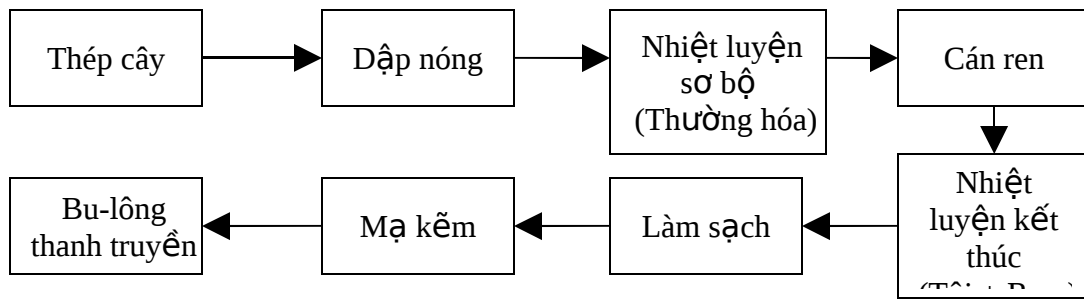 Thép cây
Dập nóng
Nhiệt luyện
sơ bộ
(Thường hóa)
Cán ren
Nhiệt
luyện kết
thúc
Làm sạch
Mạ kẽm
Bu-lông
thanh truyền